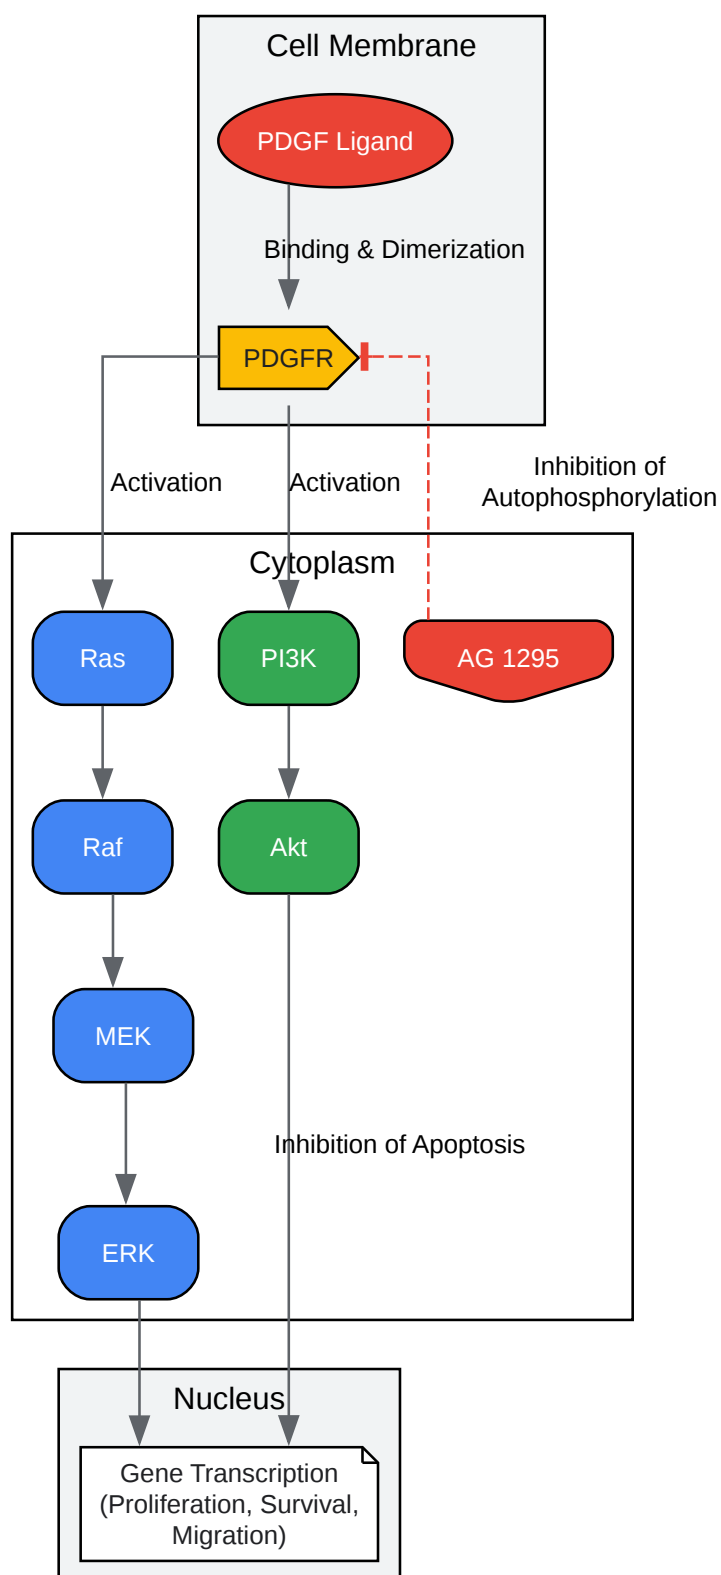 Cell Membrane
PDGF Ligand
Binding & Dimerization
PDGFR
Activation
Activation
Inhibition of
Autophosphorylation
Cytoplasm
Ras
PI3K
AG 1295
Raf
Akt
MEK
Inhibition of Apoptosis
ERK
Nucleus
Gene Transcription
(Proliferation, Survival,
Migration)